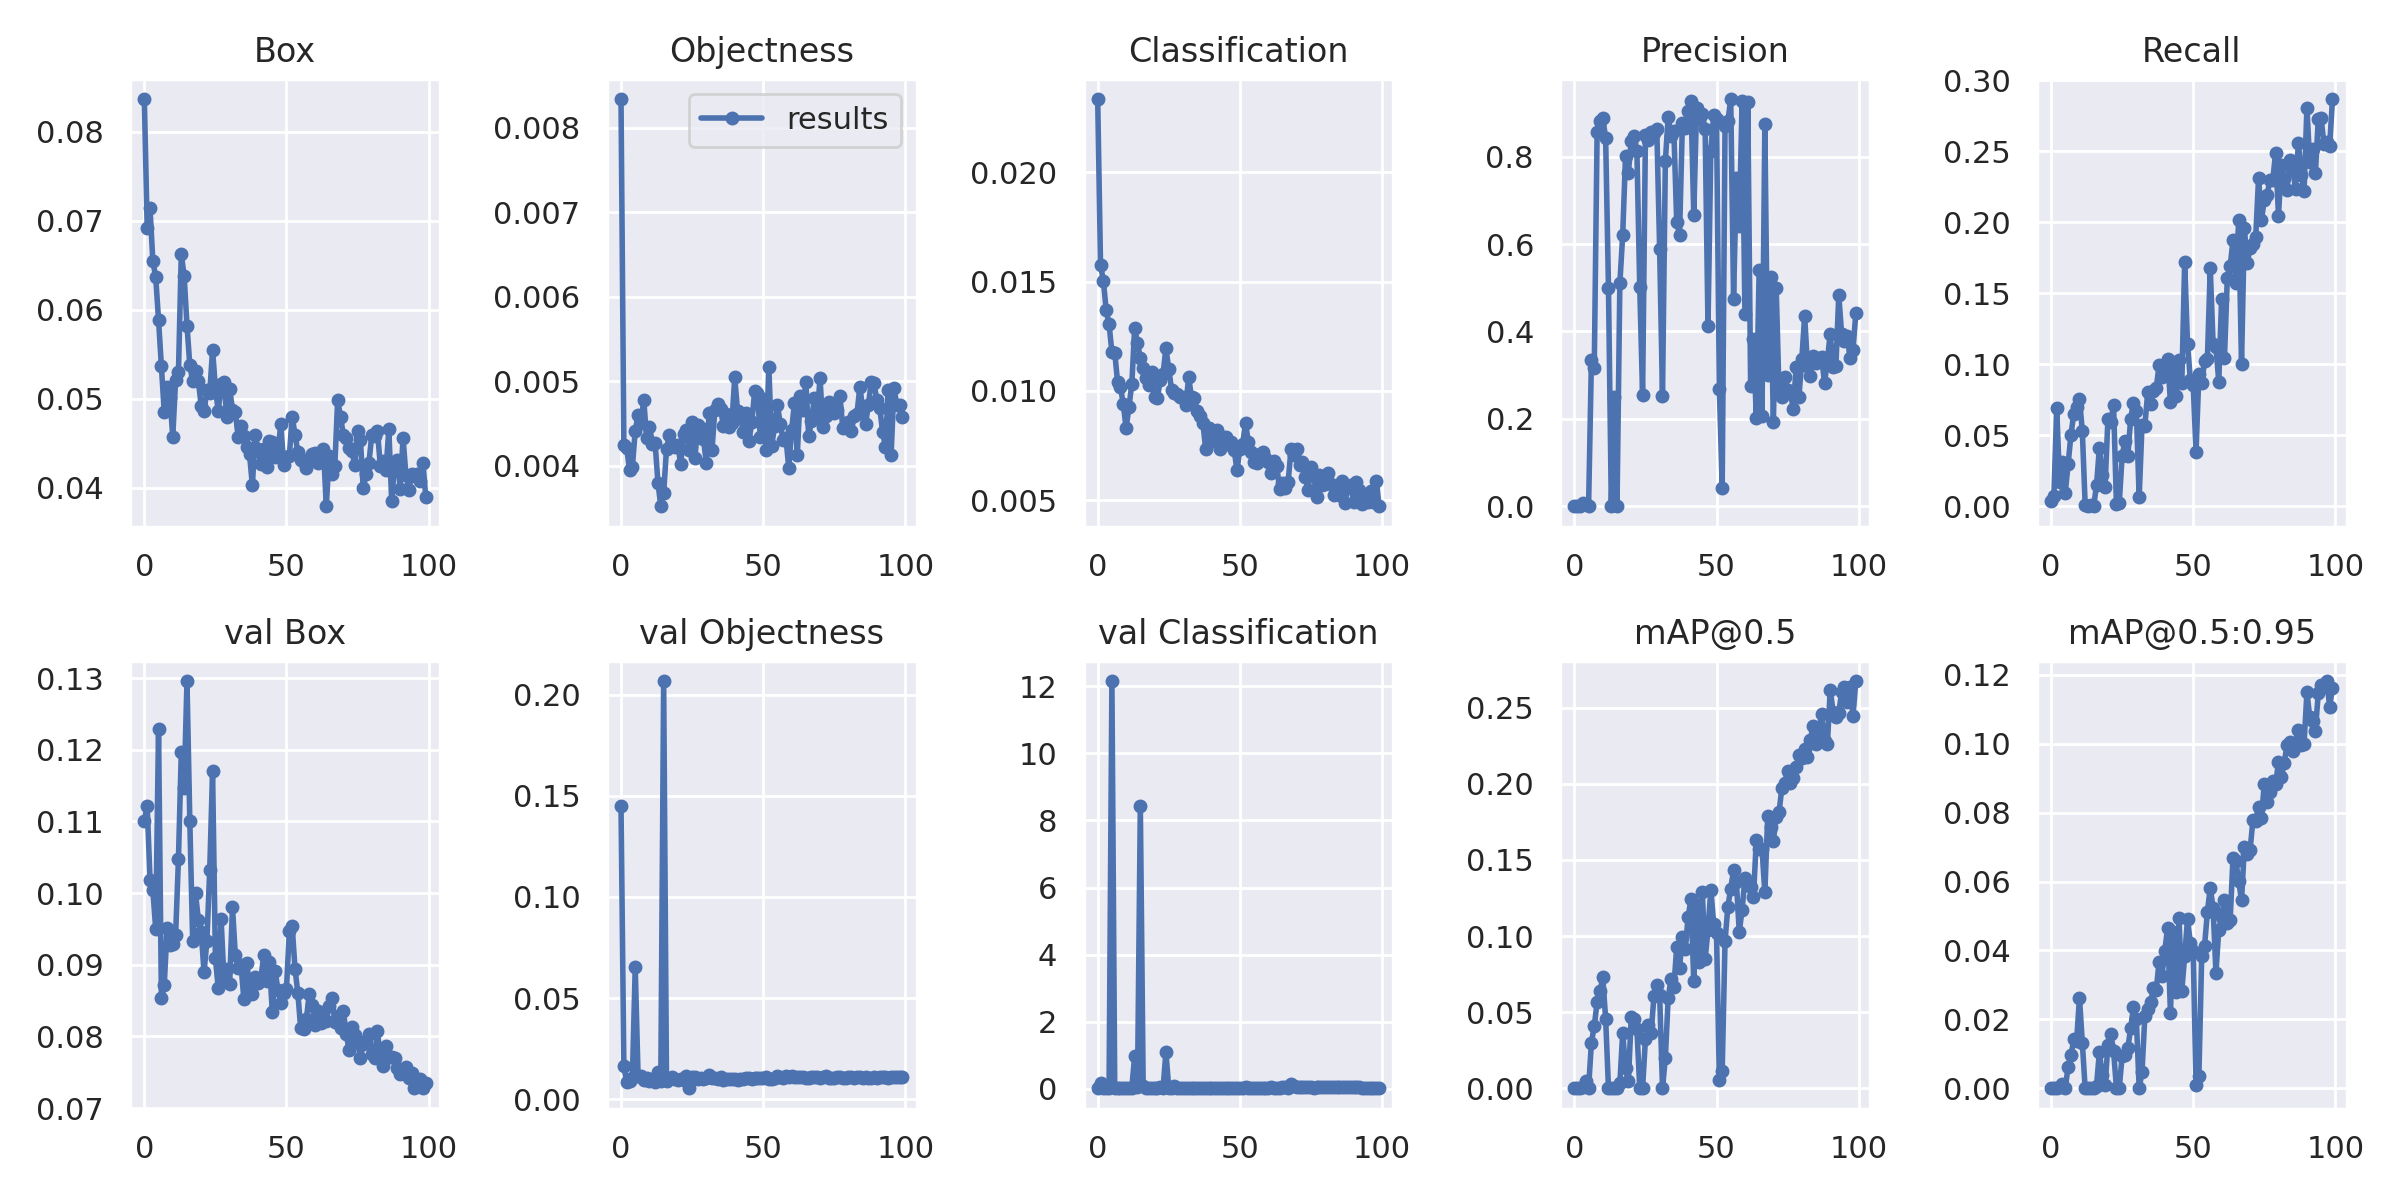 Box
0.08
0.07
0.06
0.05
0.04
0 50 100
Objectness
results
0.008
0.007
0.006
0.005
0.004
0 50 100
Classification
0.020
0.015
0.010
0.005
0 50 100
Precision
0.8
0.6
0.4
0.2
0.0
0 50 100
Recall
0.30
0.25
0.20
0.15
0.10
0.05
0.00
0 50 100
val Box
0.13
0.12
0.11
0.10
0.09
0.08
0.07
0 50 100
val Objectness
0.20
0.15
0.10
0.05
0.00
0 50 100
val Classification
12
10
8
6
4
2
0
0 50 100
mAP@0.5
0.25
0.20
0.15
0.10
0.05
0.00
0 50 100
mAP@0.5:0.95
0.12
0.10
0.08
0.06
0.04
0.02
0.00
0 50 100